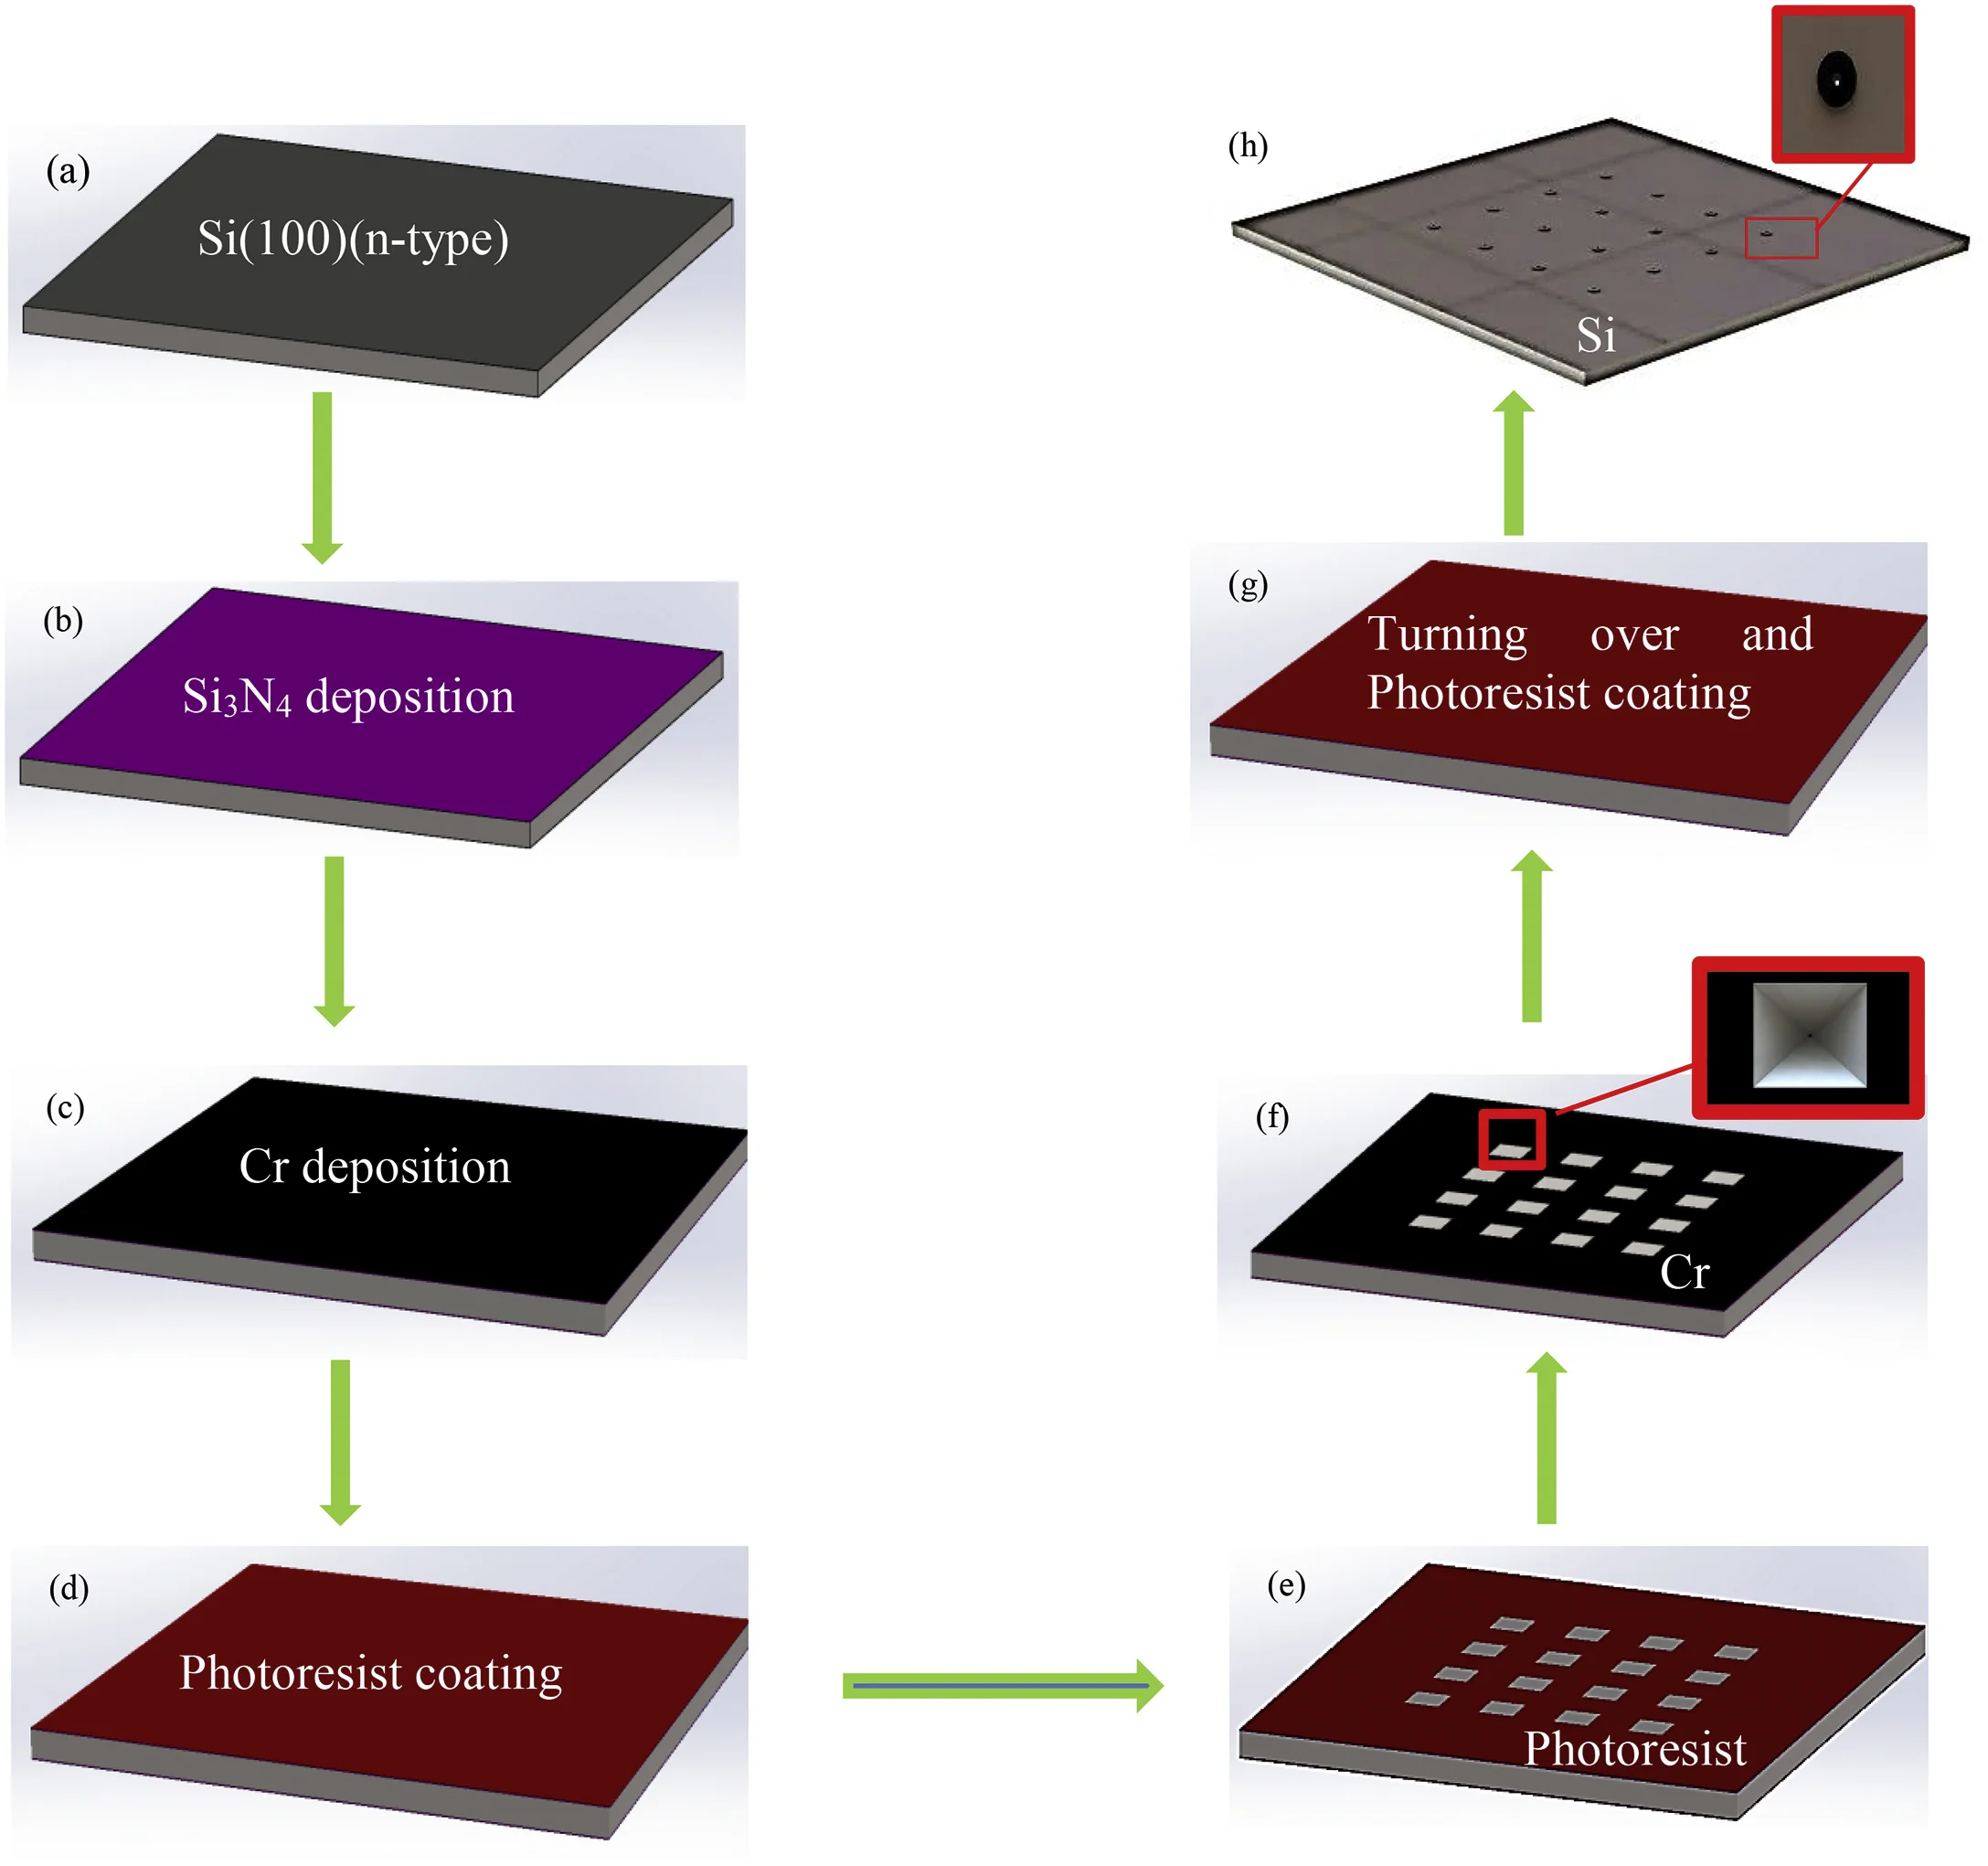 (a)
Si(100)(n-type)
(b)
Si₃N₄ deposition
(c)
Cr deposition
(d)
Photoresist coating
(e)
Photoresist
(f)
Cr
(g)
Turning over and
Photoresist coating
(h)
Si